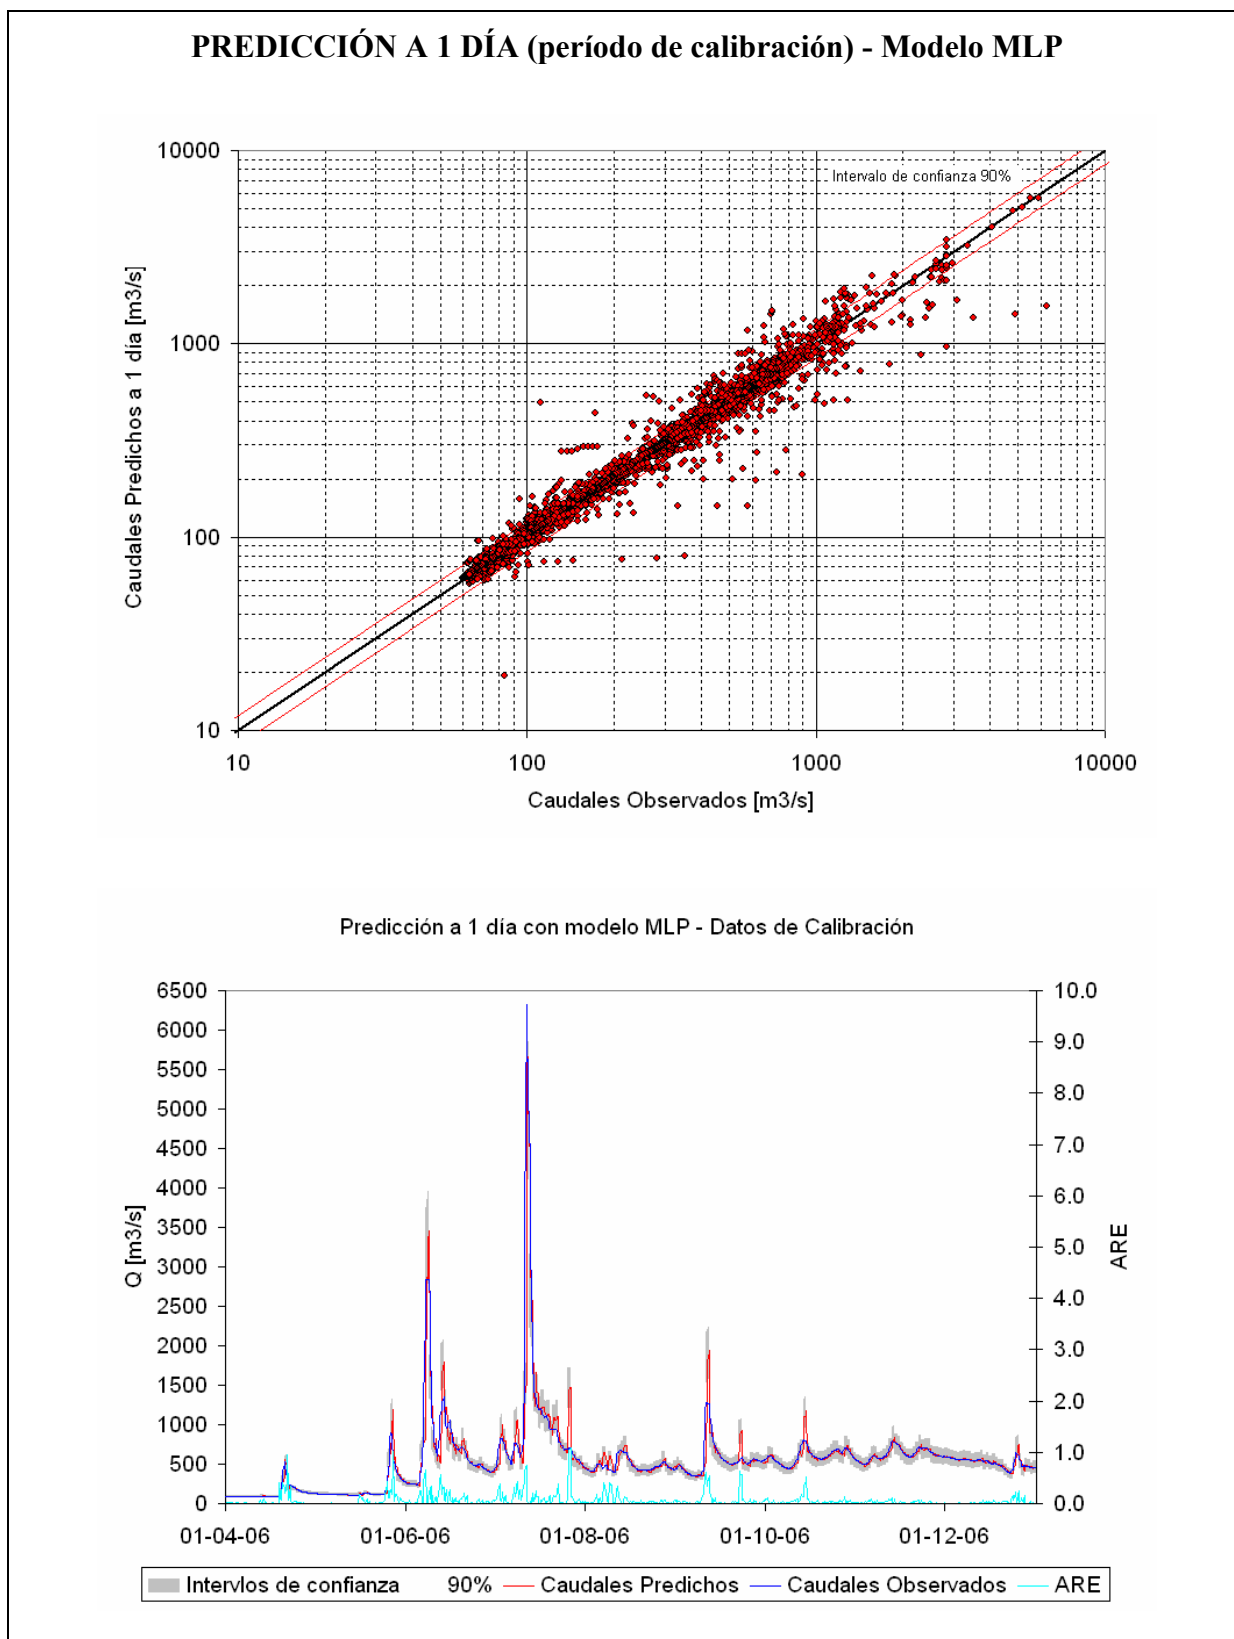 PREDICCIÓN A 1 DÍA (período de calibración) - Modelo MLP
10000
Intervalo de confianza 90%
1000
100
10
Caudales Predichos a 1 día [m3/s]
10 100 1000 10000
Caudales Observados [m3/s]
Predicción a 1 día con modelo MLP - Datos de Calibración
6500 10.0
6000 9.0
5500
5000 8.0
4500 7.0
4000 6.0
3500
3000 5.0
2500 4.0
2000 3.0
1500
1000 2.0
500 1.0
0 0.0
Q [m3/s]
ARE
01-04-06 01-06-06 01-08-06 01-10-06 01-12-06
Intervlos de confianza 90% Caudales Predichos Caudales Observados ARE